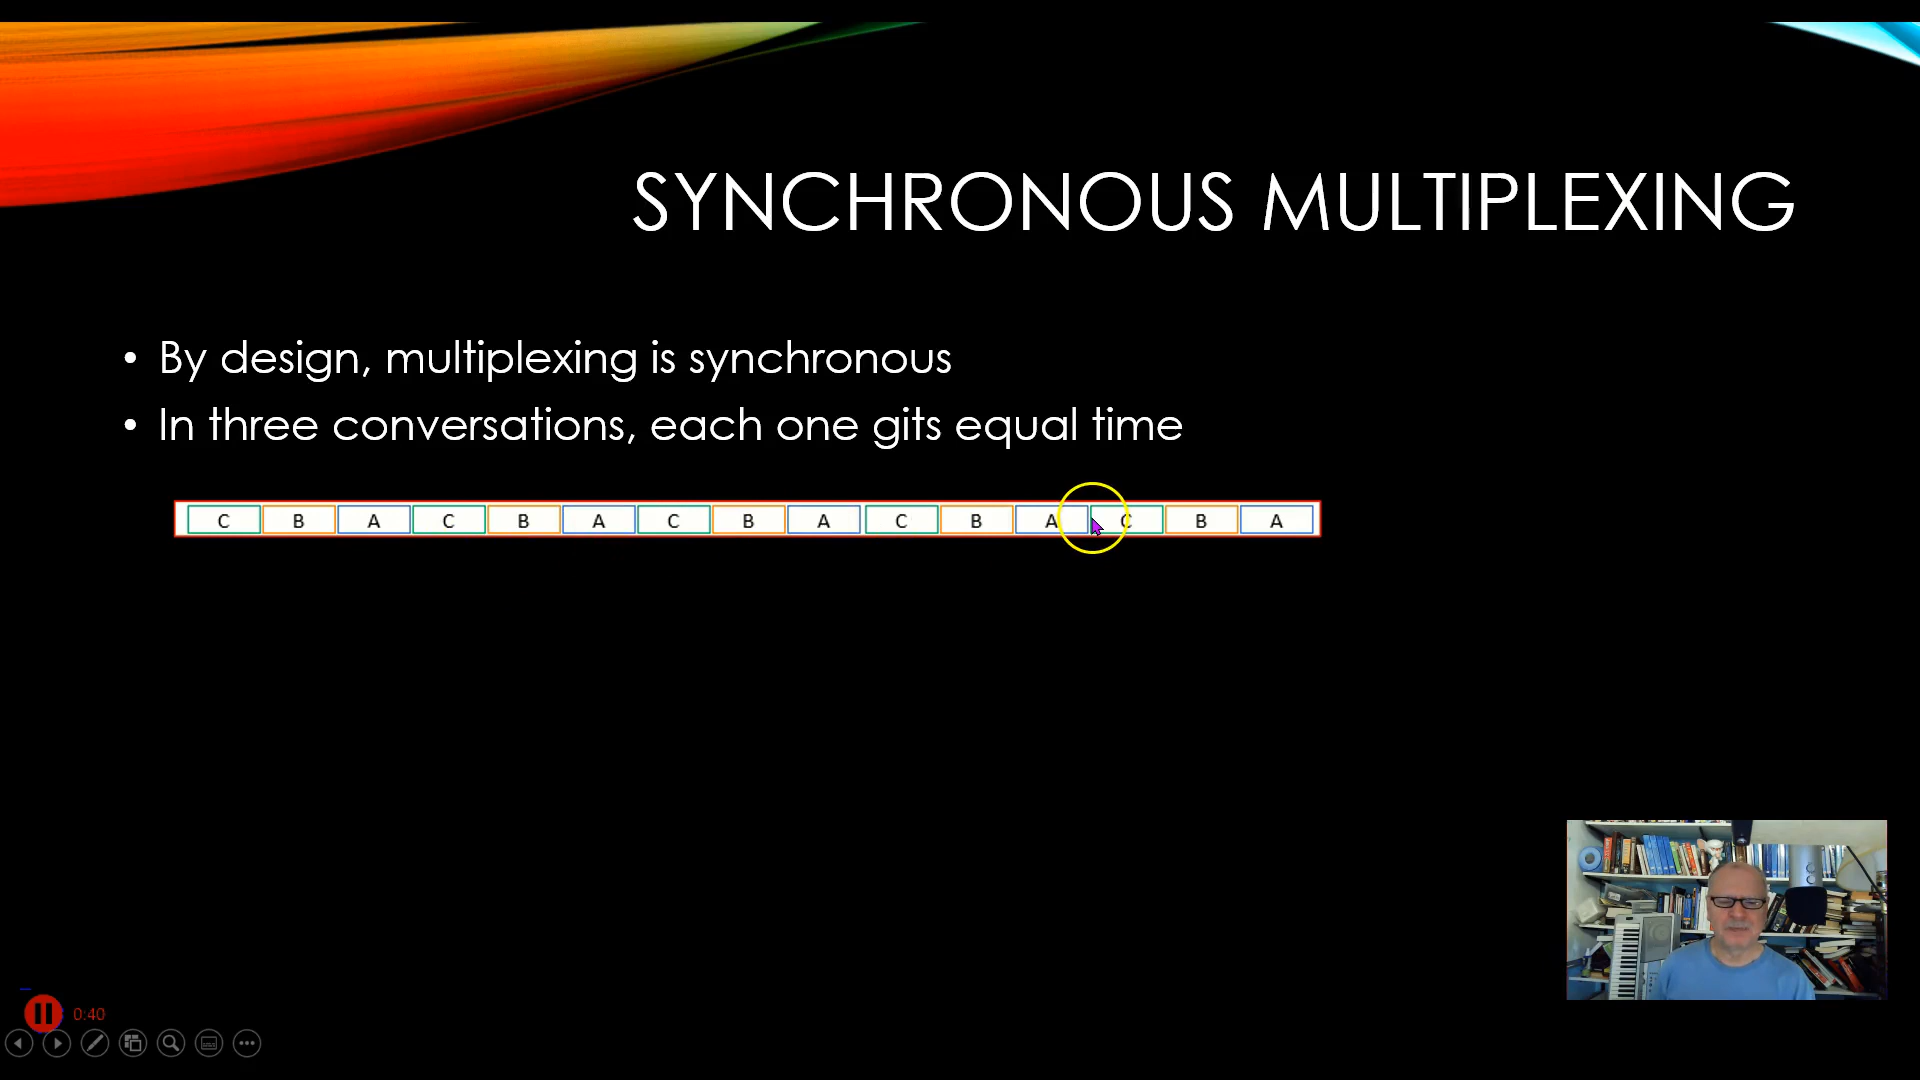 SYNCHRONOUS MULTIPLEXING
• By design, multiplexing is synchronous
• In three conversations, each one gits equal time
C B A C B A C B A C B A C B A
0:40